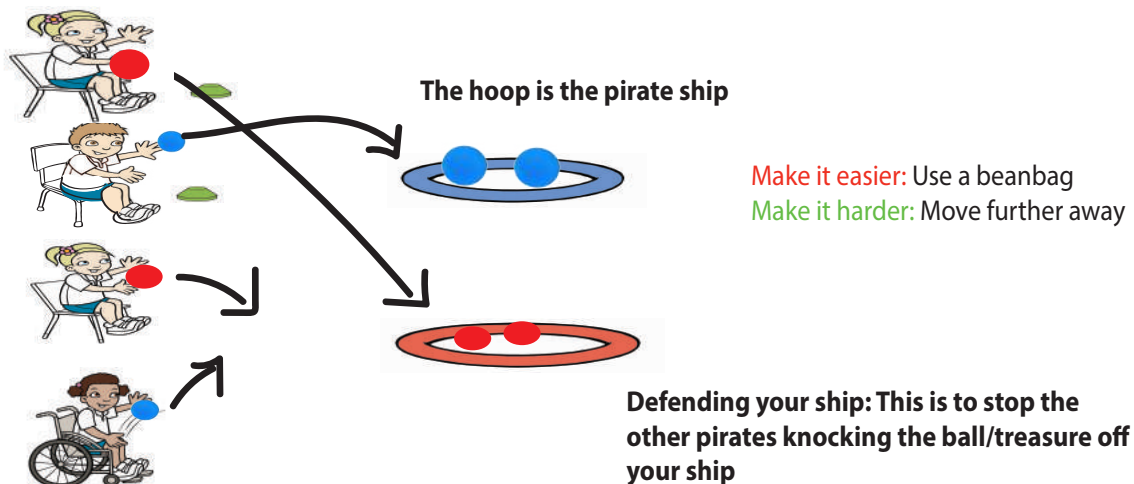 The hoop is the pirate ship
Make it easier: Use a beanbag
Make it harder: Move further away
Defending your ship: This is to stop the
other pirates knocking the ball/treasure off
your ship